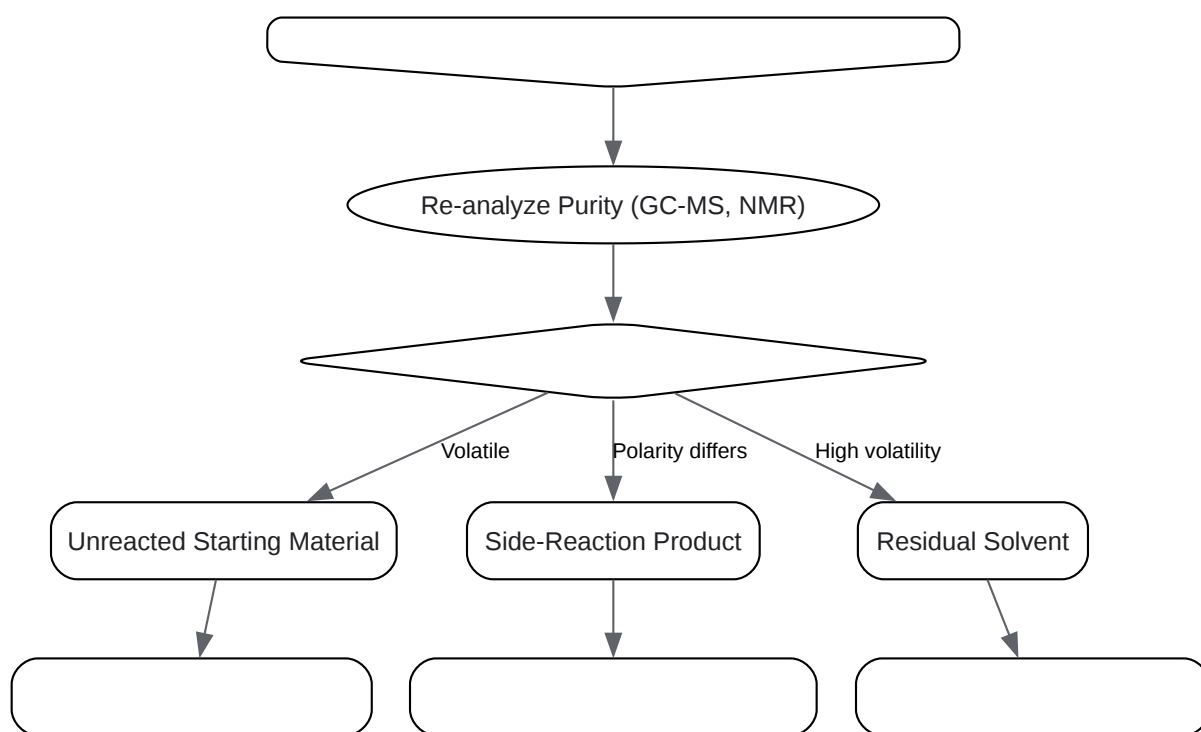 Re-analyze Purity (GC-MS, NMR)
Volatile
Polarity differs
High volatility
Unreacted Starting Material
Side-Reaction Product
Residual Solvent